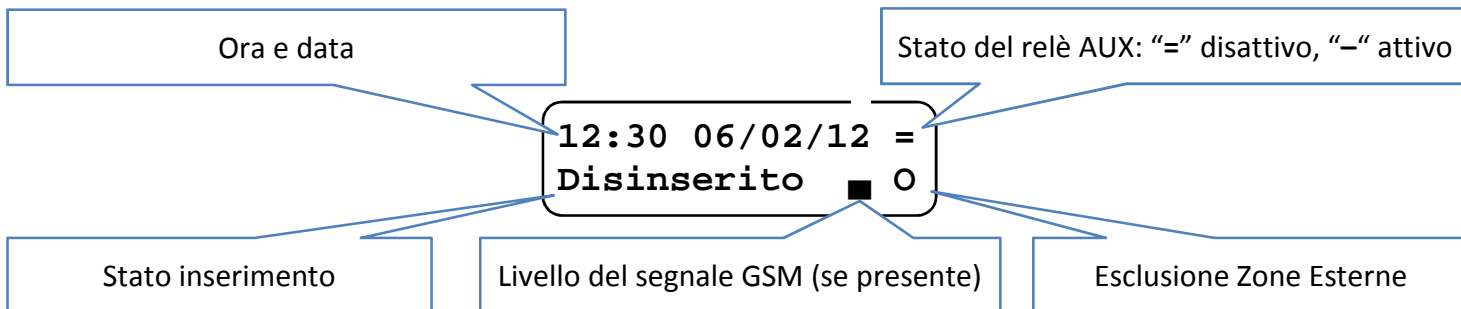 Ora e data
Stato del relè AUX: “=” disattivo, “–“ attivo
12:30 06/02/12 =
Disinserito ▄ O
Stato inserimento
Livello del segnale GSM (se presente)
Esclusione Zone Esterne